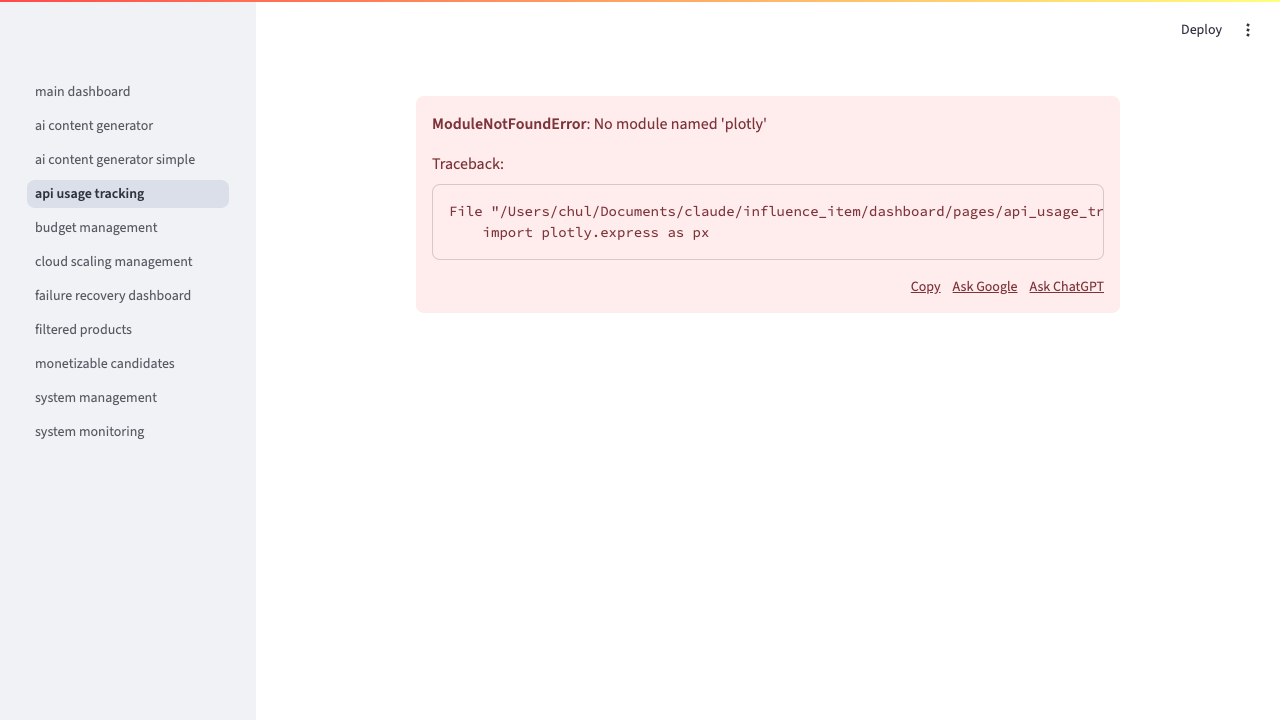 Deploy
main dashboard
ai content generator
ai content generator simple
api usage tracking
budget management
cloud scaling management
failure recovery dashboard
filtered products
monetizable candidates
system management
system monitoring
ModuleNotFoundError: No module named 'plotly'
Traceback:
File "/Users/chul/Documents/claude/influence_item/dashboard/pages/api_usage_tr
import plotly.express as px
Copy Ask Google Ask ChatGPT